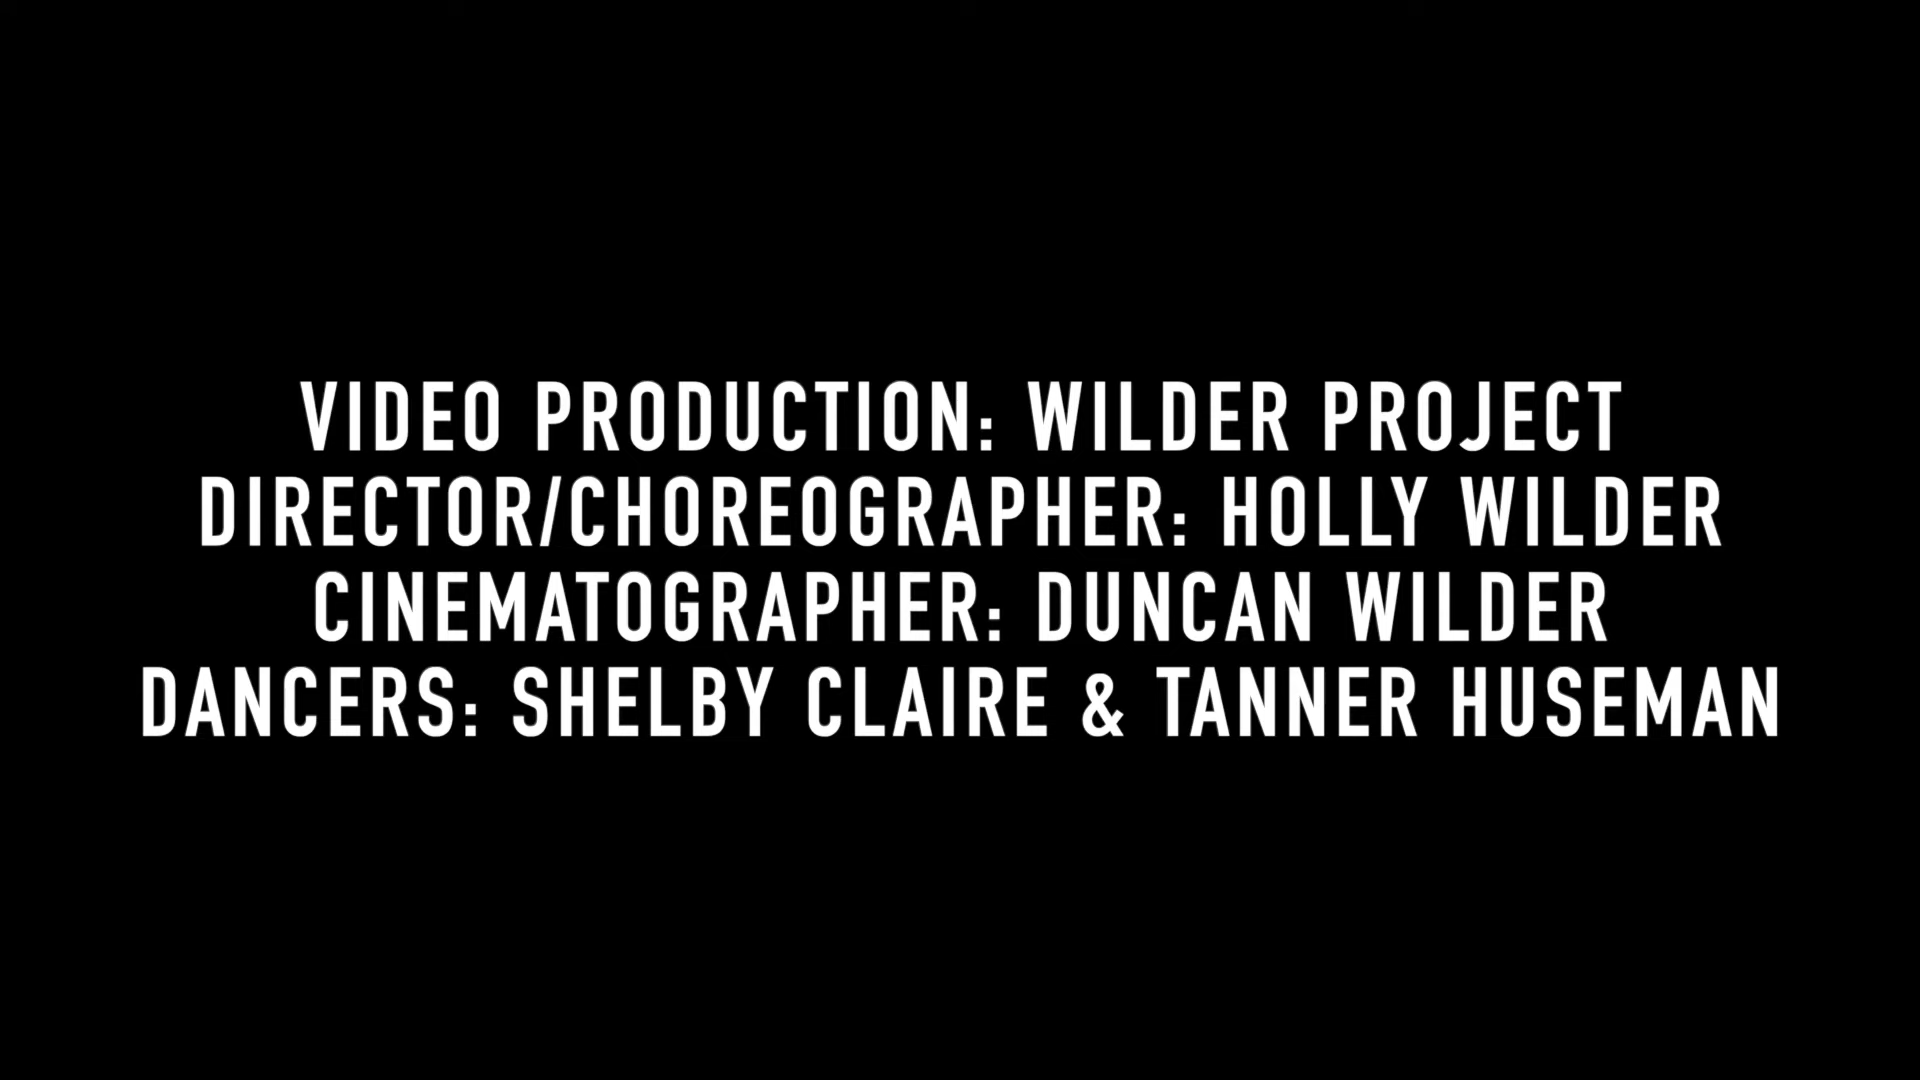 VIDEO PRODUCTION: WILDER PROJECT
DIRECTOR/CHOREOGRAPHER: HOLLY WILDER
CINEMATOGRAPHER: DUNCAN WILDER
DANCERS: SHELBY CLAIRE & TANNER HUSEMAN